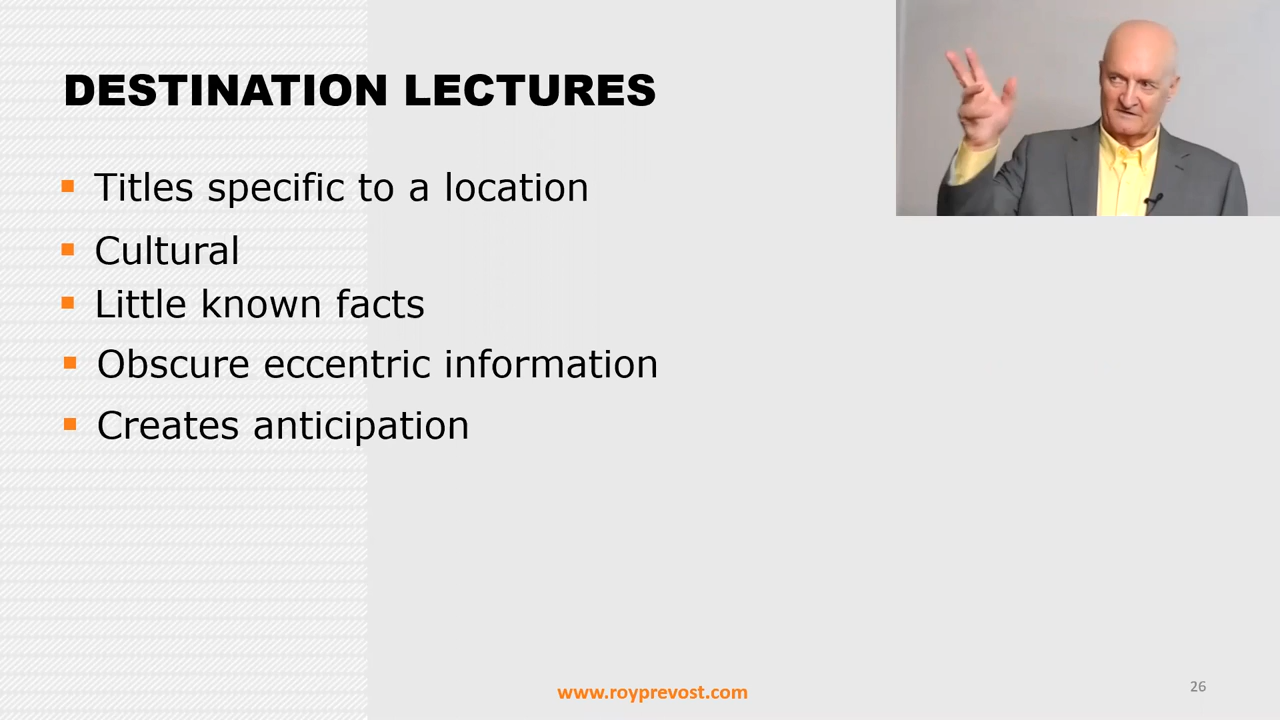 DESTINATION LECTURES
Titles specific to a location
Cultural
Little known facts
Obscure eccentric information
Creates anticipation
www.royprevost.com
26